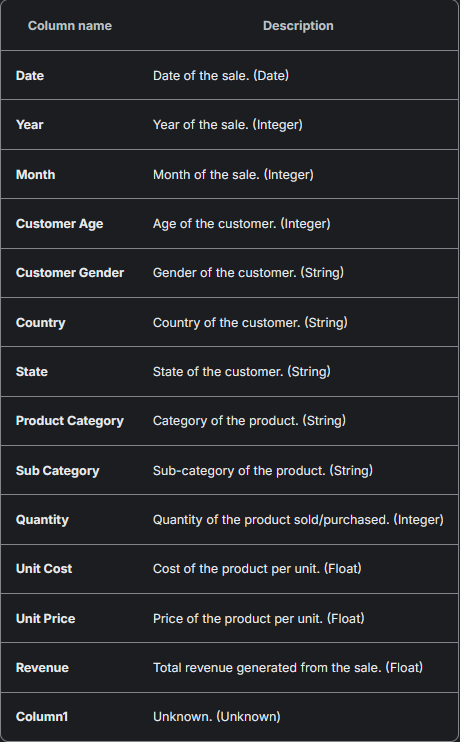 Column name Description
Date Date of the sale. (Date)
Year Year of the sale. (Integer)
Month Month of the sale. (Integer)
Customer Age Age of the customer. (Integer)
Customer Gender Gender of the customer. (String)
Country Country of the customer. (String)
State State of the customer. (String)
Product Category Category of the product. (String)
Sub Category Sub-category of the product. (String)
Quantity Quantity of the product sold/purchased. (Integer)
Unit Cost Cost of the product per unit. (Float)
Unit Price Price of the product per unit. (Float)
Revenue Total revenue generated from the sale. (Float)
Column1 Unknown. (Unknown)